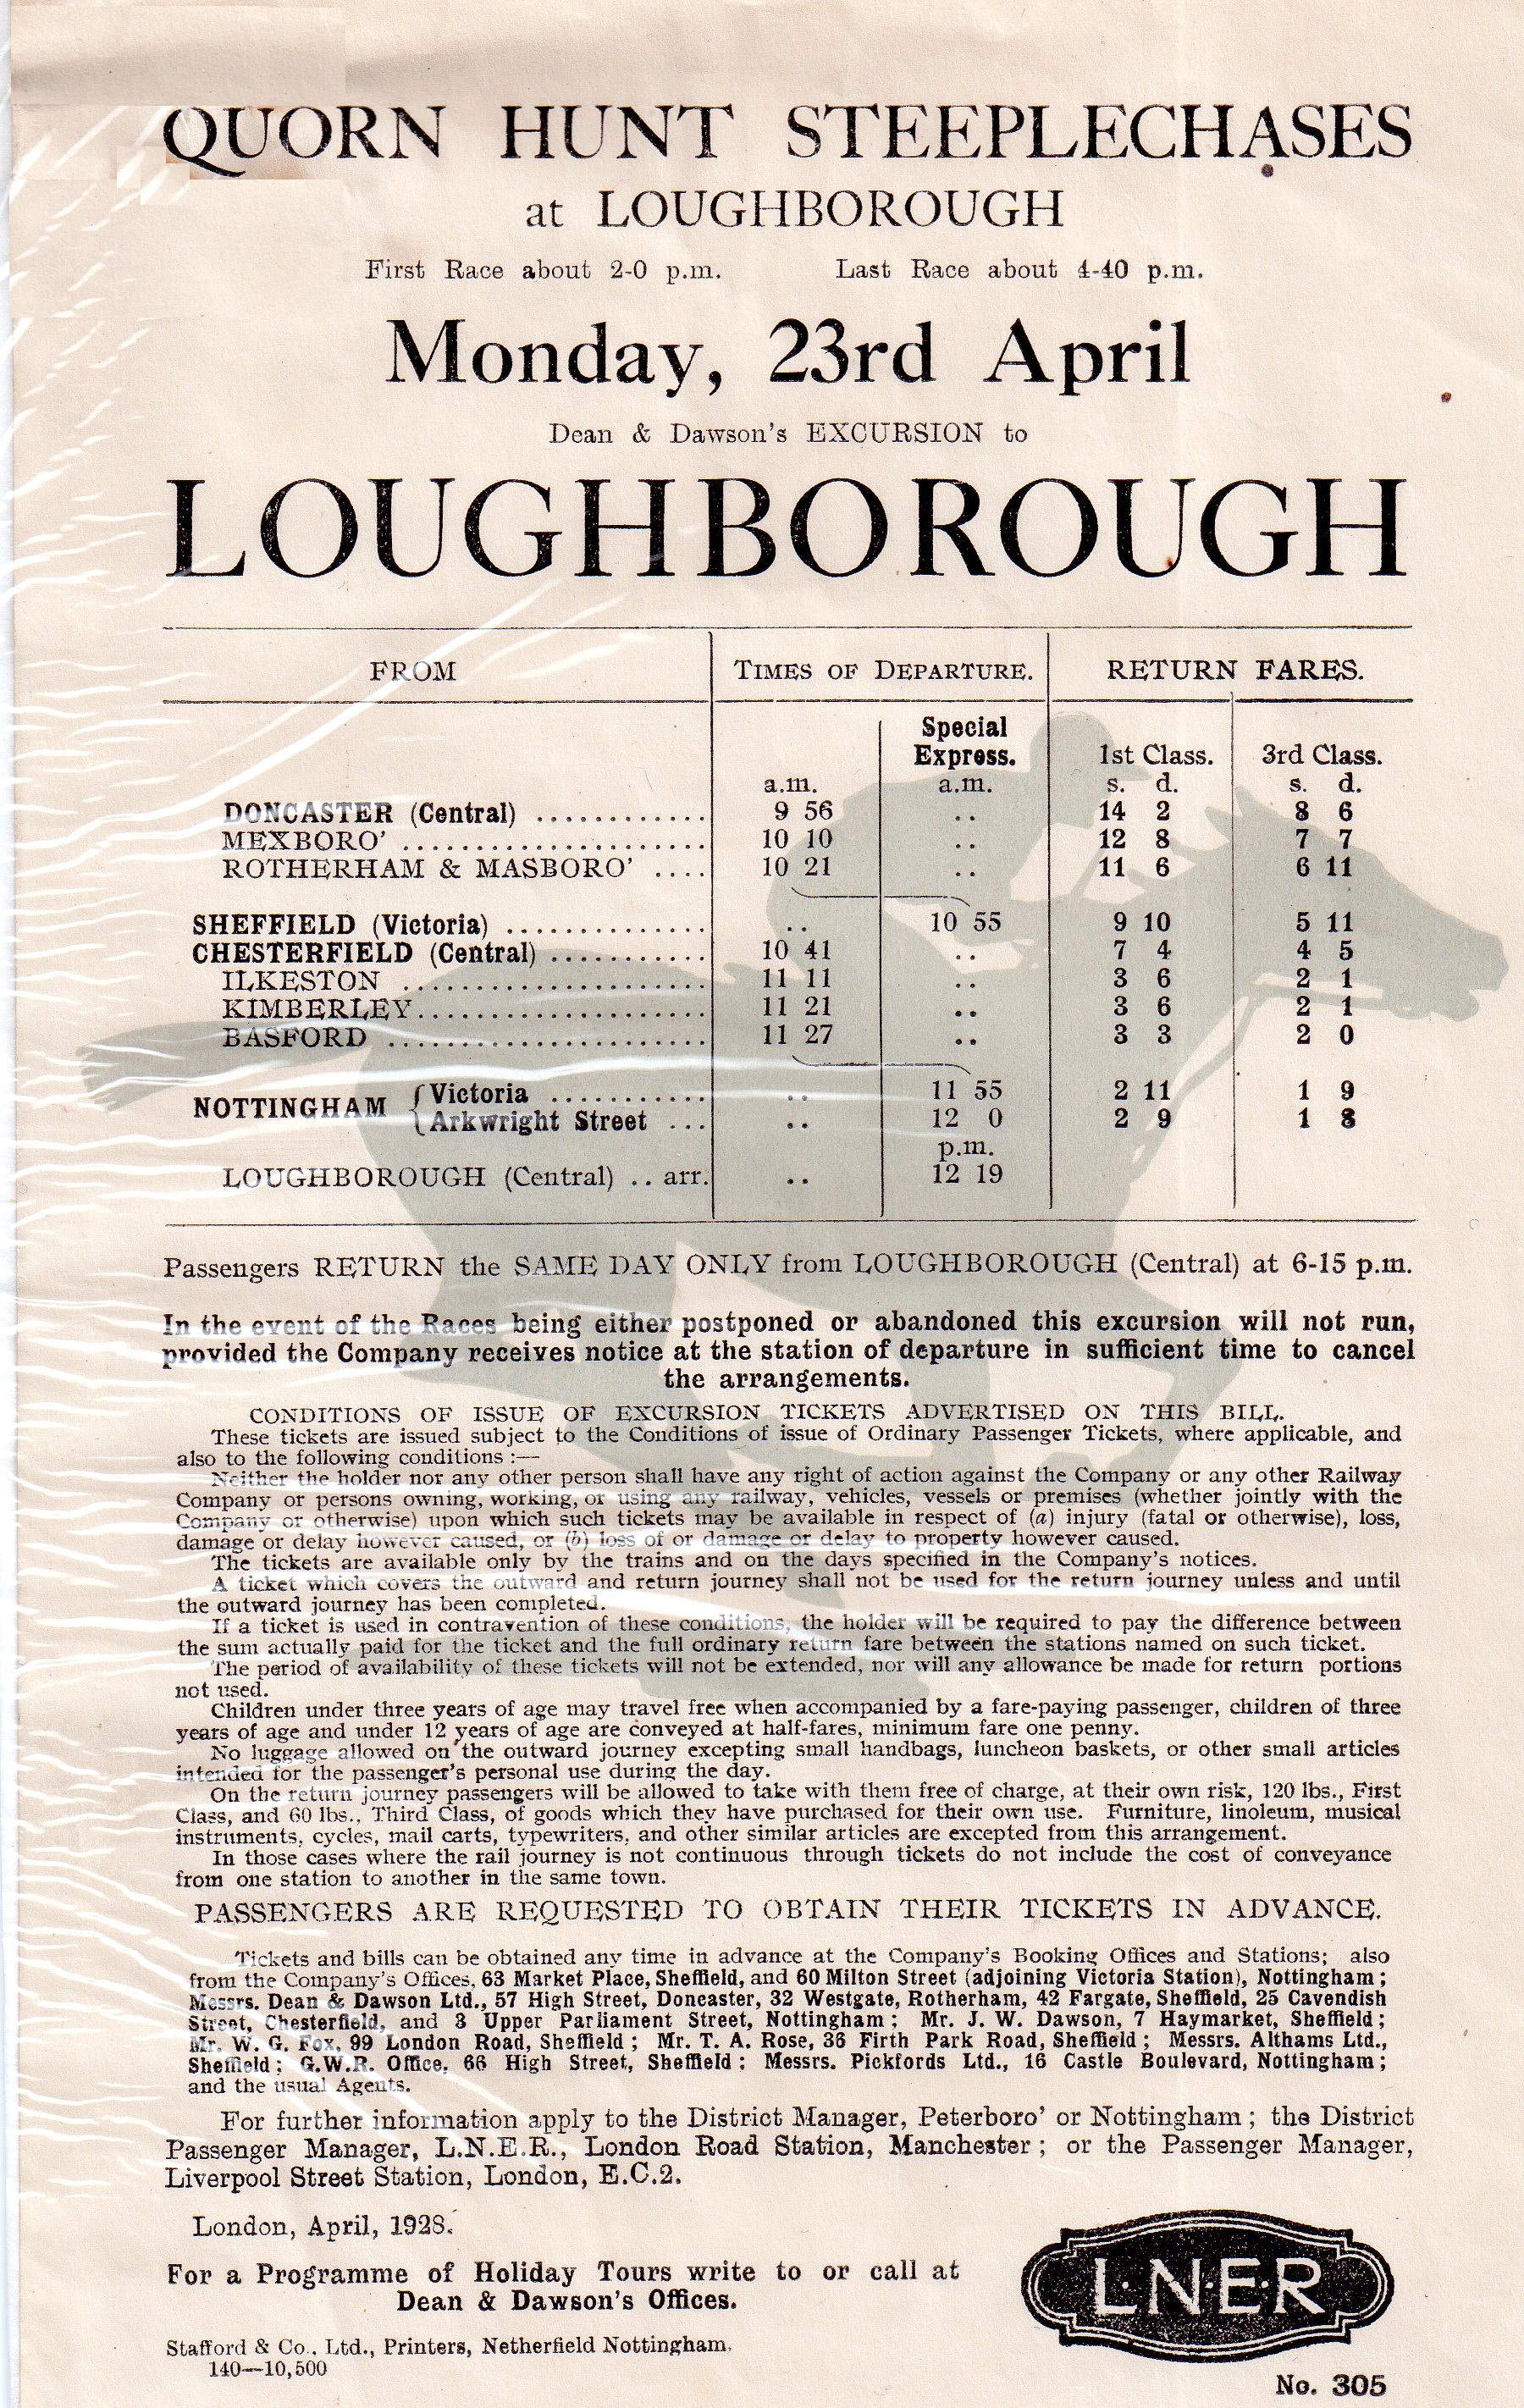 QUORN HUNT STEEPLECHASES
at LOUGHBOROUGH
First Race about 2-0 p.m. Last Race about 4-40 p.m.
Monday, 23rd April
Dean & Dawson's EXCURSION to
LOUGHBOROUGH
FROM TIMES OF DEPARTURE. RETURN FARES.
Special
Express. 1st Class. 3rd Class.
a.m. a.m. s. d. s. d.
DONCASTER (Central) ............ 9 56 .. 14 2 8 6
MEXBORO' ....................... 10 10 .. 12 8 7 7
ROTHERHAM & MASBORO' .... 10 21 .. 11 6 6 11
SHEFFIELD (Victoria) .............. .. 10 55 9 10 5 11
CHESTERFIELD (Central) ........... 10 41 .. 7 4 4 5
ILKESTON ....................... 11 11 .. 3 6 2 1
KIMBERLEY...................... 11 21 .. 3 6 2 1
BASFORD ........................ 11 27 .. 3 3 2 0
NOTTINGHAM { Victoria ........... .. 11 55 2 11 1 9
Arkwright Street ... .. 12 0 2 9 1 8
p.m.
LOUGHBOROUGH (Central) .. arr. .. 12 19
Passengers RETURN the SAME DAY ONLY from LOUGHBOROUGH (Central) at 6-15 p.m.
In the event of the Races being either postponed or abandoned this excursion will not run,
provided the Company receives notice at the station of departure in sufficient time to cancel
the arrangements.
CONDITIONS OF ISSUE OF EXCURSION TICKETS ADVERTISED ON THIS BILL.
These tickets are issued subject to the Conditions of issue of Ordinary Passenger Tickets, where applicable, and
also to the following conditions :—
Neither the holder nor any other person shall have any right of action against the Company or any other Railway
Company or persons owning, working, or using any railway, vehicles, vessels or premises (whether jointly with the
Company or otherwise) upon which such tickets may be available in respect of (a) injury (fatal or otherwise), loss,
damage or delay however caused, or (b) loss of or damage or delay to property however caused.
The tickets are available only by the trains and on the days specified in the Company's notices.
A ticket which covers the outward and return journey shall not be used for the return journey unless and until
the outward journey has been completed.
If a ticket is used in contravention of these conditions, the holder will be required to pay the difference between
the sum actually paid for the ticket and the full ordinary return fare between the stations named on such ticket.
The period of availability of these tickets will not be extended, nor will any allowance be made for return portions
not used.
Children under three years of age may travel free when accompanied by a fare-paying passenger, children of three
years of age and under 12 years of age are conveyed at half-fares, minimum fare one penny.
No luggage allowed on the outward journey excepting small handbags, luncheon baskets, or other small articles
intended for the passenger's personal use during the day.
On the return journey passengers will be allowed to take with them free of charge, at their own risk, 120 lbs., First
Class, and 60 lbs., Third Class, of goods which they have purchased for their own use. Furniture, linoleum, musical
instruments, cycles, mail carts, typewriters, and other similar articles are excepted from this arrangement.
In those cases where the rail journey is not continuous through tickets do not include the cost of conveyance
from one station to another in the same town.
PASSENGERS ARE REQUESTED TO OBTAIN THEIR TICKETS IN ADVANCE.
Tickets and bills can be obtained any time in advance at the Company's Booking Offices and Stations; also
from the Company's Offices, 63 Market Place, Sheffield, and 60 Milton Street (adjoining Victoria Station), Nottingham;
Messrs. Dean & Dawson Ltd., 57 High Street, Doncaster, 32 Westgate, Rotherham, 42 Fargate, Sheffield, 25 Cavendish
Street, Chesterfield, and 3 Upper Parliament Street, Nottingham; Mr. J. W. Dawson, 7 Haymarket, Sheffield;
Mr. W. G. Fox, 99 London Road, Sheffield; Mr. T. A. Rose, 36 Firth Park Road, Sheffield; Messrs. Althams Ltd.,
Sheffield; G.W.R. Office, 66 High Street, Sheffield; Messrs. Pickfords Ltd., 16 Castle Boulevard, Nottingham;
and the usual Agents.
For further information apply to the District Manager, Peterboro' or Nottingham; the District
Passenger Manager, L.N.E.R., London Road Station, Manchester; or the Passenger Manager,
Liverpool Street Station, London, E.C.2.
London, April, 1928.
For a Programme of Holiday Tours write to or call at
Dean & Dawson's Offices.
LNER
Stafford & Co., Ltd., Printers, Netherfield Nottingham.
140—10,500
No. 305